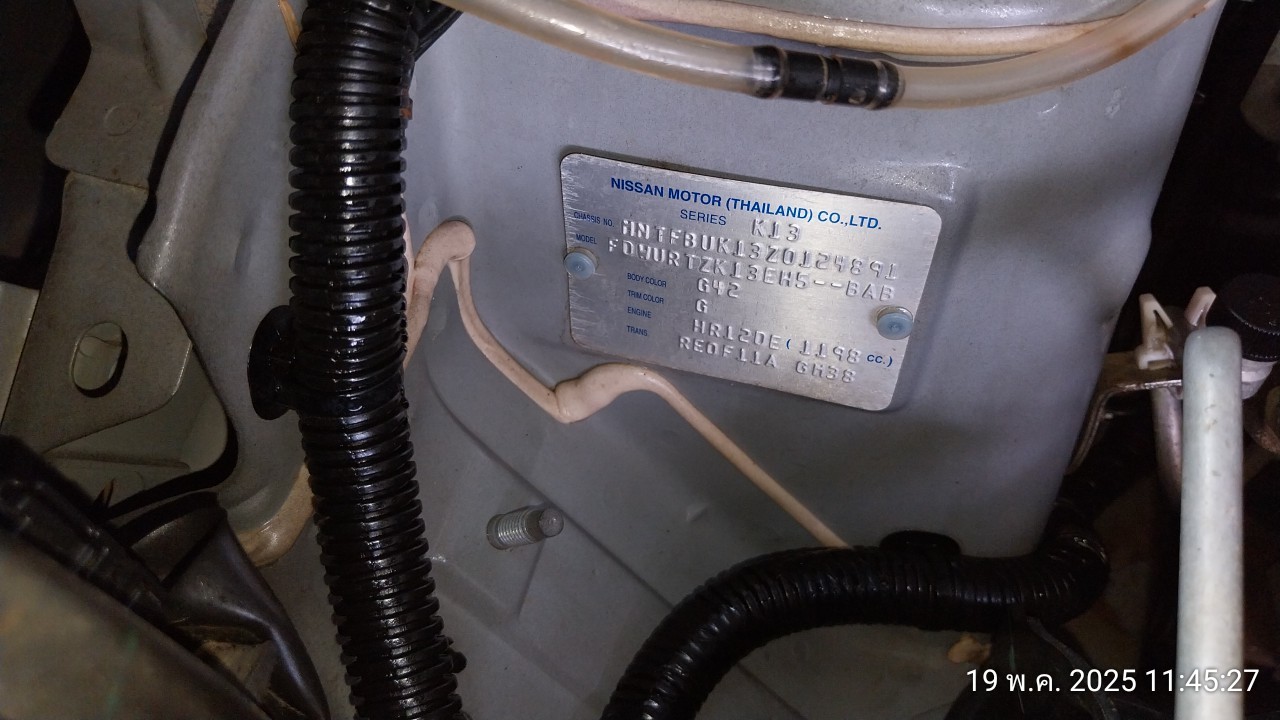 NISSAN MOTOR (THAILAND) CO.,LTD.
SERIES K13
CHASSIS NO. MNTFBUK13Z0124891
MODEL FDWURTZK13EH5--BAB
BODY COLOR G42
TRIM COLOR G
ENGINE HR12DE ( 1198 CC.)
TRANS. RE0F11A GH38
19 พ.ค. 2025 11:45:27